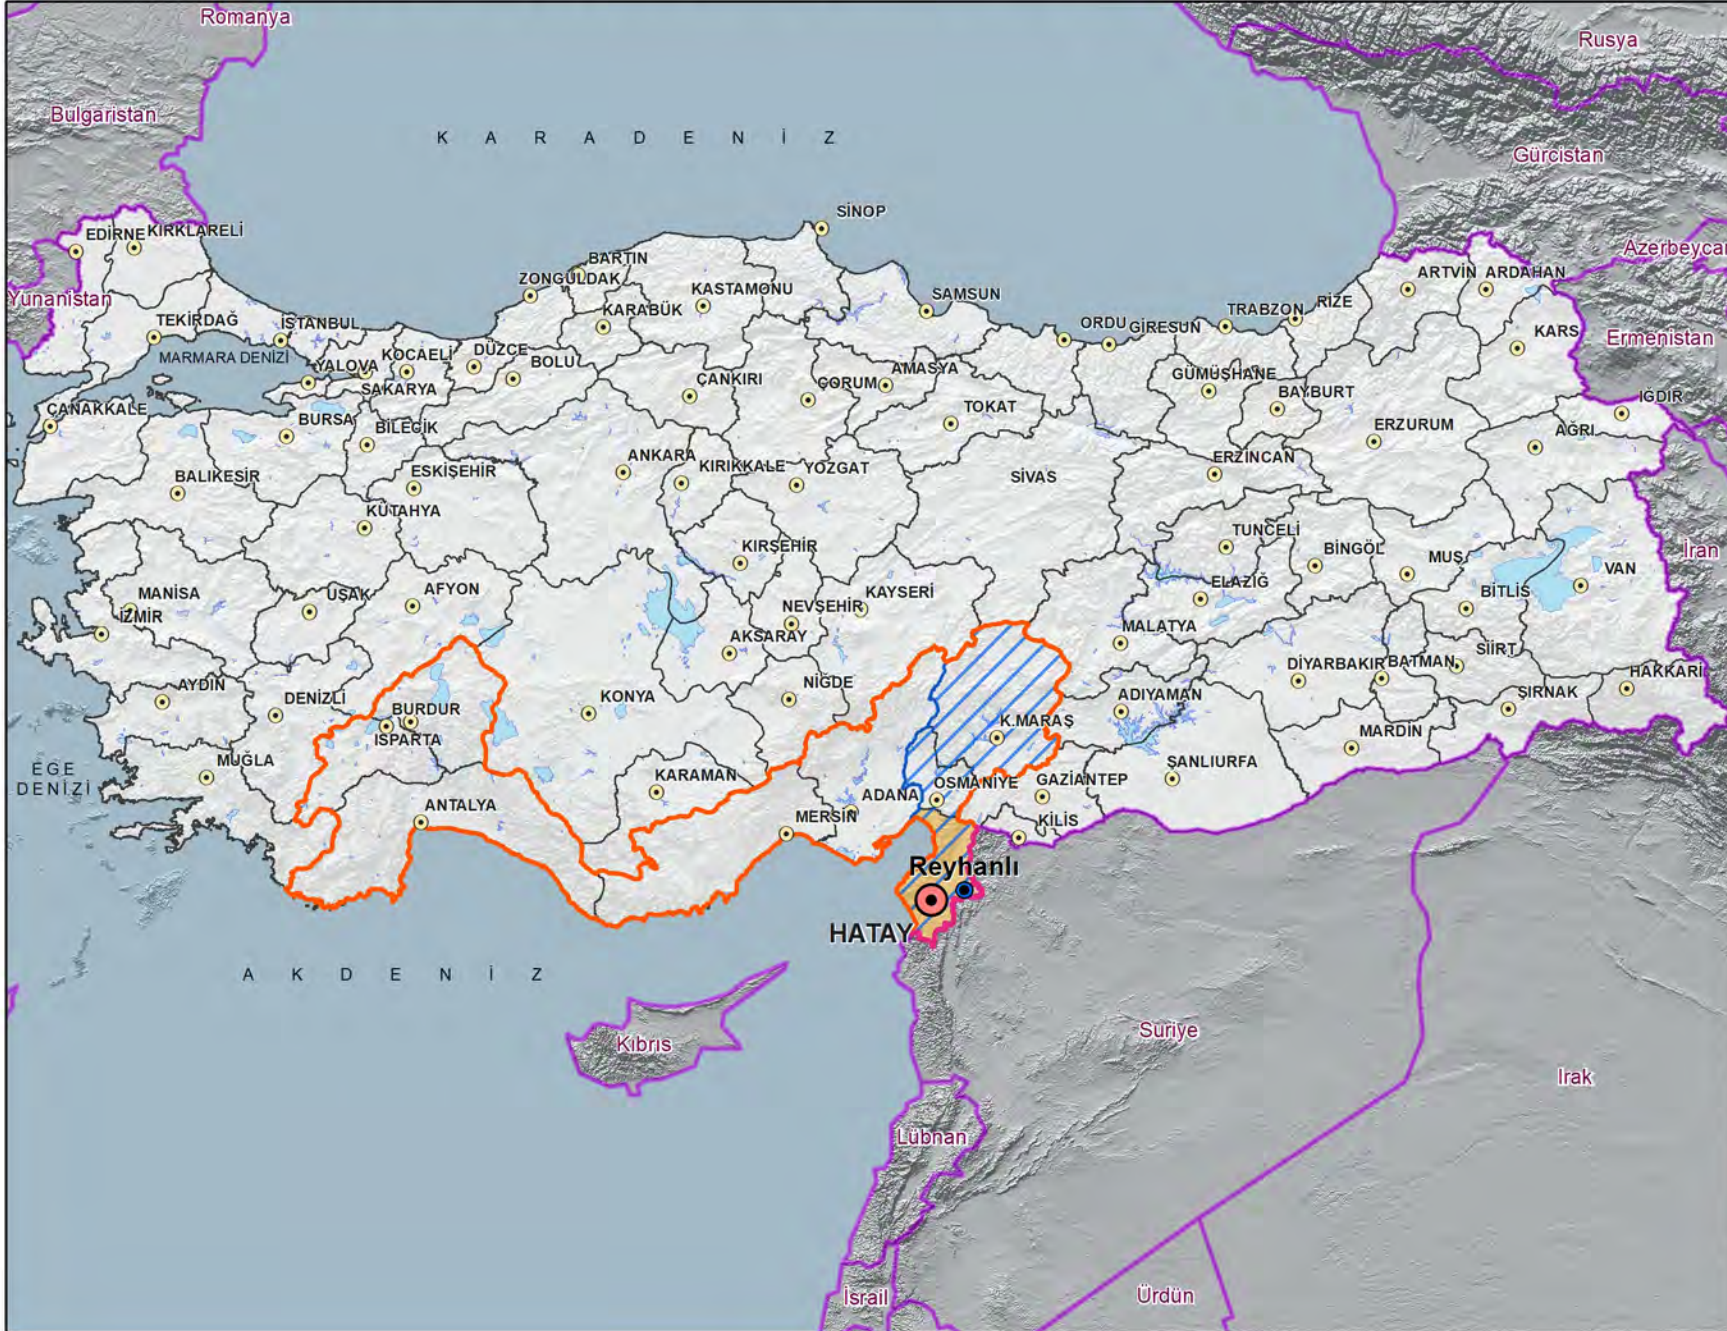 Romanya
Rusya
Bulgaristan
K A R A D E N İ Z
Gürcistan
SİNOP
EDİRNE
KIRKLARELİ
Azerbeycan
BARTIN
ZONGULDAK
KASTAMONU
ARTVİN
ARDAHAN
Yunanistan
SAMSUN
RİZE
TRABZON
KARABÜK
ORDU
GİRESUN
TEKİRDAĞ
İSTANBUL
KARS
Ermenistan
MARMARA DENİZİ
KOCAELİ
DÜZCE
BOLU
YALOVA
SAKARYA
ÇANKIRI
ÇORUM
AMASYA
GÜMÜŞHANE
BAYBURT
IĞDIR
ÇANAKKALE
BURSA
BİLECİK
TOKAT
ERZURUM
AĞRI
ANKARA
KIRIKKALE
YOZGAT
ERZİNCAN
BALIKESİR
ESKİŞEHİR
SİVAS
KÜTAHYA
TUNCELİ
KIRŞEHİR
BİNGÖL
MUŞ
İran
VAN
ELAZIĞ
MANİSA
UŞAK
AFYON
KAYSERİ
BİTLİS
İZMİR
NEVŞEHİR
MALATYA
AKSARAY
SİİRT
DİYARBAKIR
BATMAN
HAKKARİ
AYDIN
DENİZLİ
NİĞDE
KONYA
ADIYAMAN
ŞIRNAK
BURDUR
ISPARTA
K.MARAŞ
MARDİN
MUĞLA
EGE
DENİZİ
KARAMAN
OSMANİYE
GAZİANTEP
ŞANLIURFA
ANTALYA
ADANA
MERSİN
KİLİS
Reyhanlı
HATAY
A K D E N İ Z
Suriye
Kıbrıs
Irak
Lübnan
İsrail
Ürdün